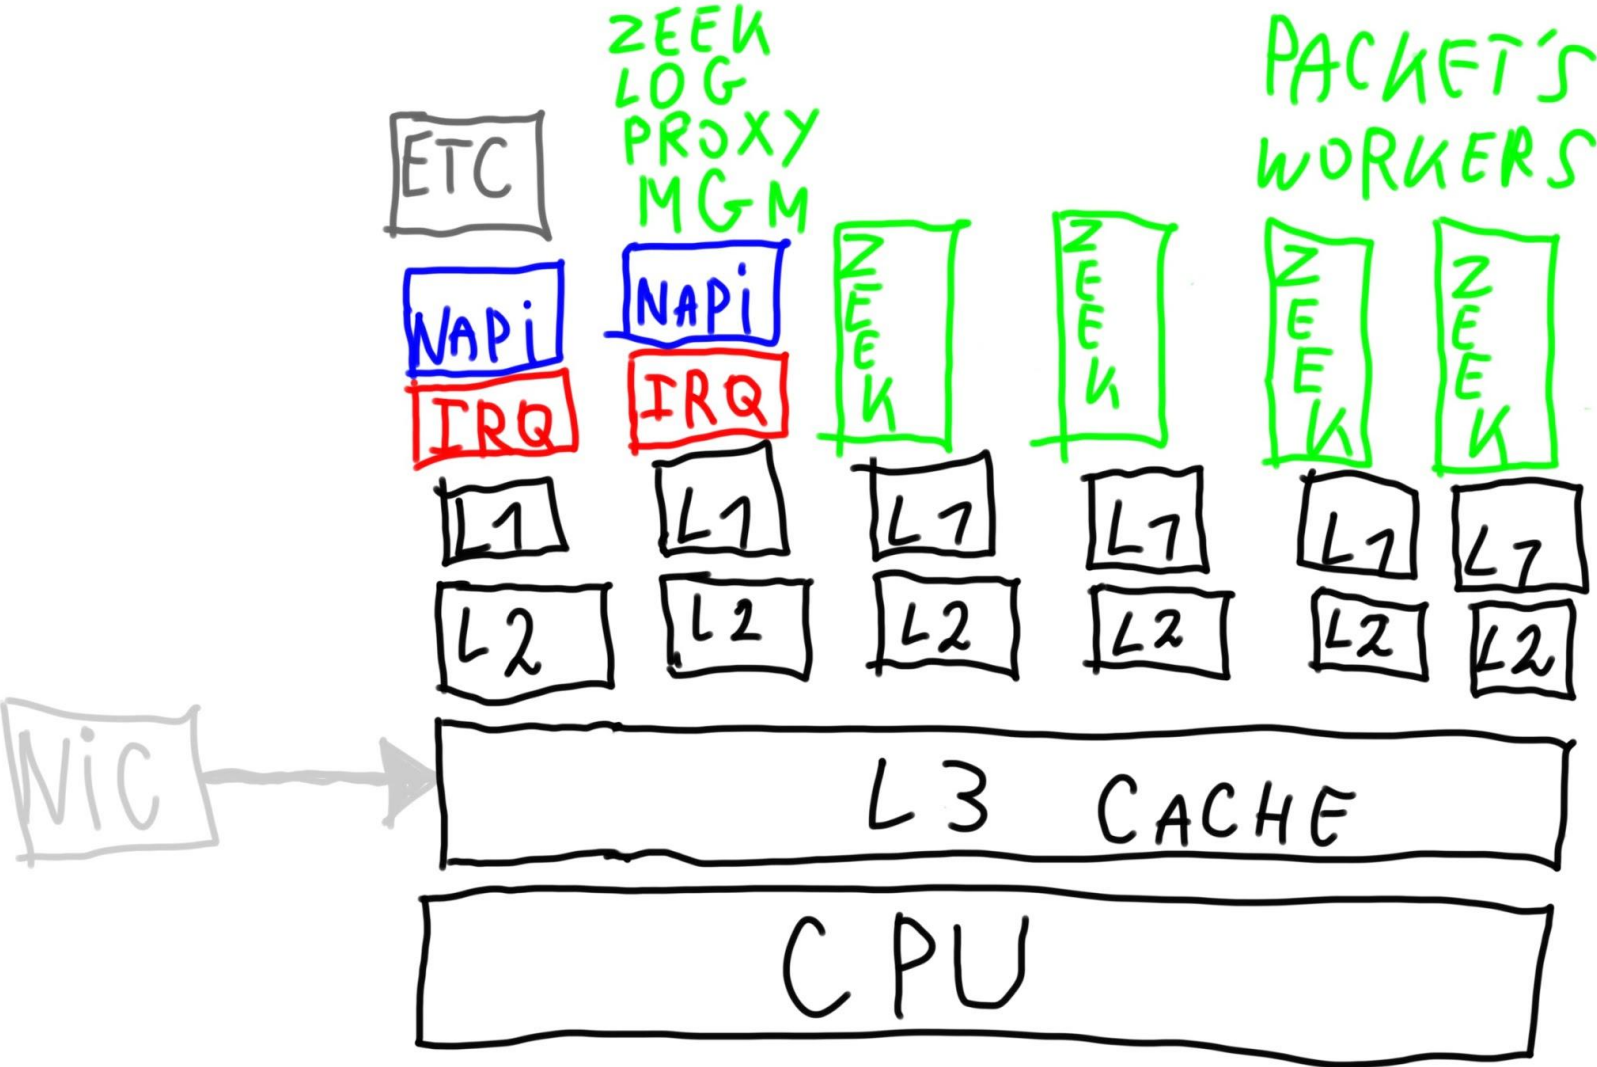 ZEEK
LOG
PROXY
MGM
PACKET'S
WORKERS
ETC
NAPi
NAPi
ZEEK
ZEEK
ZEEK
ZEEK
IRQ
IRQ
L1
L1
L1
L1
L1
L1
L2
L2
L2
L2
L2
L2
NiC
L3 CACHE
CPU